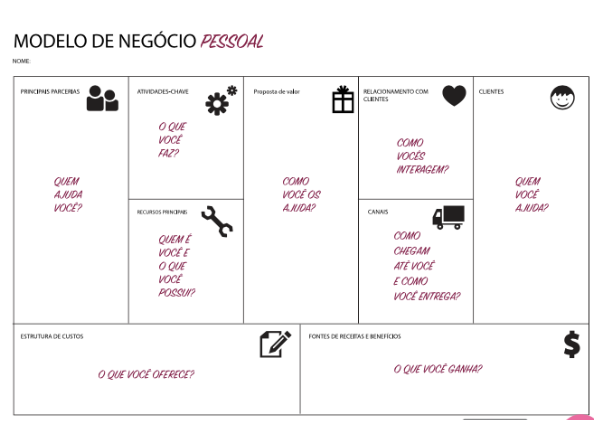 MODELO DE NEGÓCIO PESSOAL
NOME:
PRINCIPAIS PARCERIAS
QUEM
AJUDA
VOCÊ?
ATIVIDADES-CHAVE
O QUE
VOCÊ
FAZ?
RECURSOS PRINCIPAIS
QUEM É
VOCÊ E
O QUE
VOCÊ
POSSUI?
Proposta de valor
COMO
VOCÊ OS
AJUDA?
RELACIONAMENTO COM
CLIENTES
COMO
VOCÊS
INTERAGEM?
CANAIS
COMO
CHEGAM
ATÉ VOCÊ
E COMO
VOCÊ ENTREGA?
CLIENTES
QUEM
VOCÊ
AJUDA?
ESTRUTURA DE CUSTOS
O QUE VOCÊ OFERECE?
FONTES DE RECEITAS E BENEFÍCIOS
$
O QUE VOCÊ GANHA?